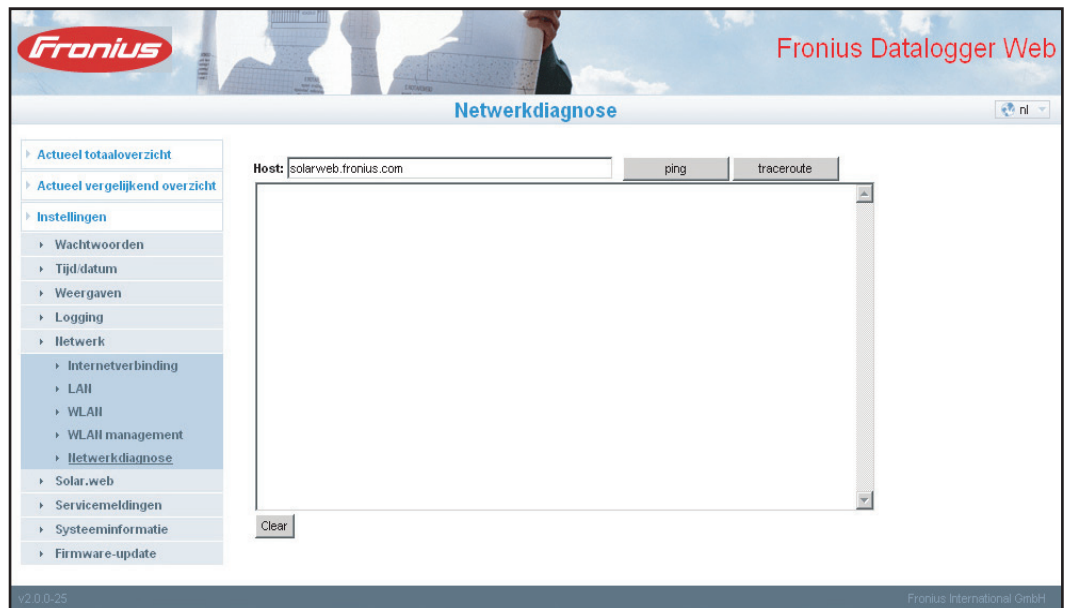 Fronius
Fronius Datalogger Web
Netwerkdiagnose
nl
Actueel totaaloverzicht
Actueel vergelijkend overzicht
Instellingen
Wachtwoorden
Tijd/datum
Weergaven
Logging
Netwerk
Internetverbinding
LAN
WLAN
WLAN management
Netwerkdiagnose
Solar.web
Servicemeldingen
Systeeminformatie
Firmware-update
Host: solarweb.fronius.com
ping
traceroute
Clear
v2.0.0-25
Fronius International GmbH